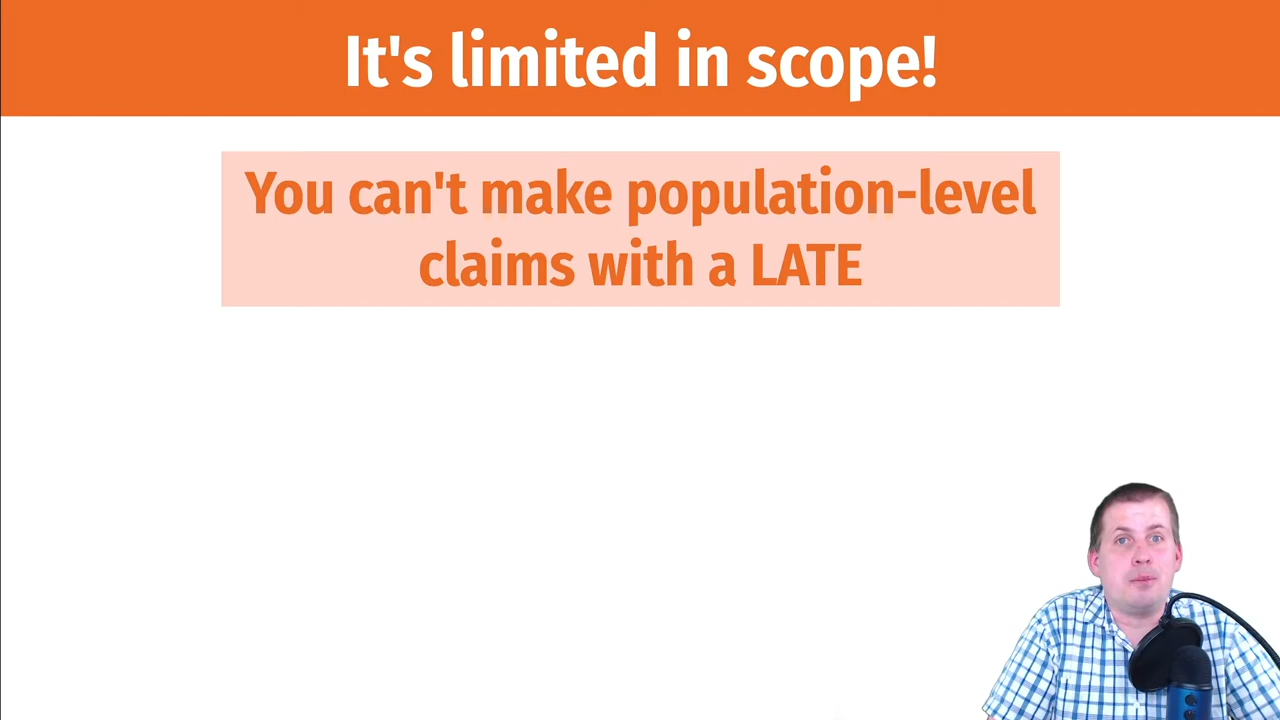 It's limited in scope!
You can't make population-level
claims with a LATE